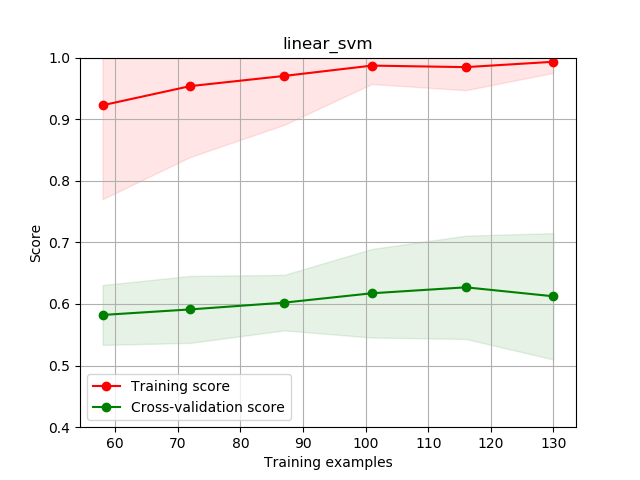 linear_svm
1.0
0.9
0.8
0.7
0.6
0.5
0.4
Score
Training score
Cross-validation score
60 70 80 90 100 110 120 130
Training examples